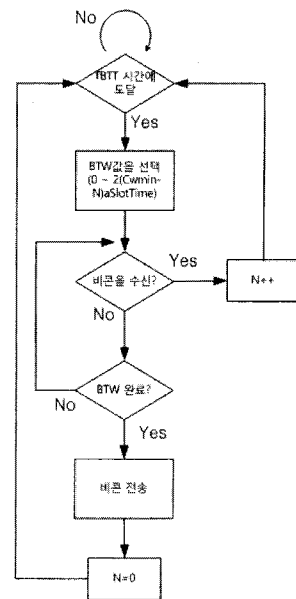 No
TBTT 시간에
도달
Yes
BTW값을 선택
(0 ~ 2(Cwmin-
N)aSlotTime)
비콘을 수신?
Yes
N++
No
BTW 완료?
No
Yes
비콘 전송
N=0